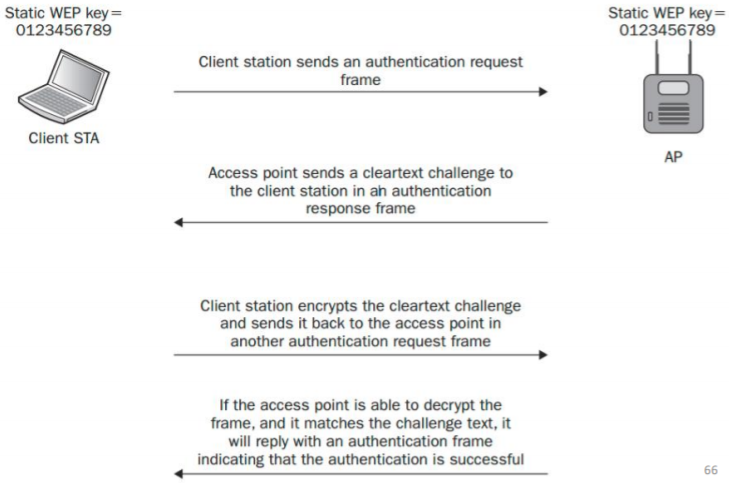 Static WEP key=
0123456789
Client STA
Static WEP key=
0123456789
AP
Client station sends an authentication request
frame
Access point sends a cleartext challenge to
the client station in ah authentication
response frame
Client station encrypts the cleartext challenge
and sends it back to the access point in
another authentication request frame
If the access point is able to decrypt the
frame, and it matches the challenge text, it
will reply with an authentication frame
indicating that the authentication is successful
66